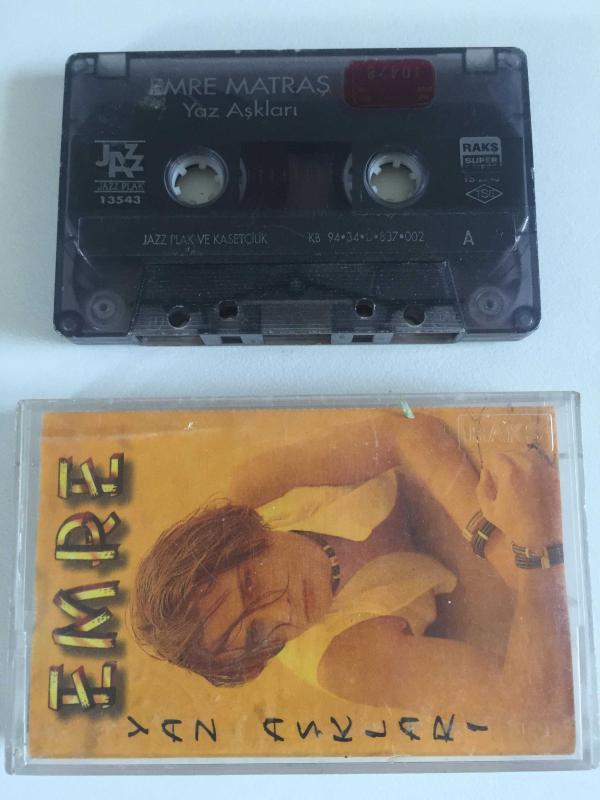 EMRE MATRAŞ
Yaz Aşkları
JAZZ
JAZZ PLAK
13543
RAKS
SUPER
TSE
JAZZ PLAK VE KASETCİLİK
KB 94•34•Ü•837•002
A
RAKS
EMRE
YAZ AŞKLARI